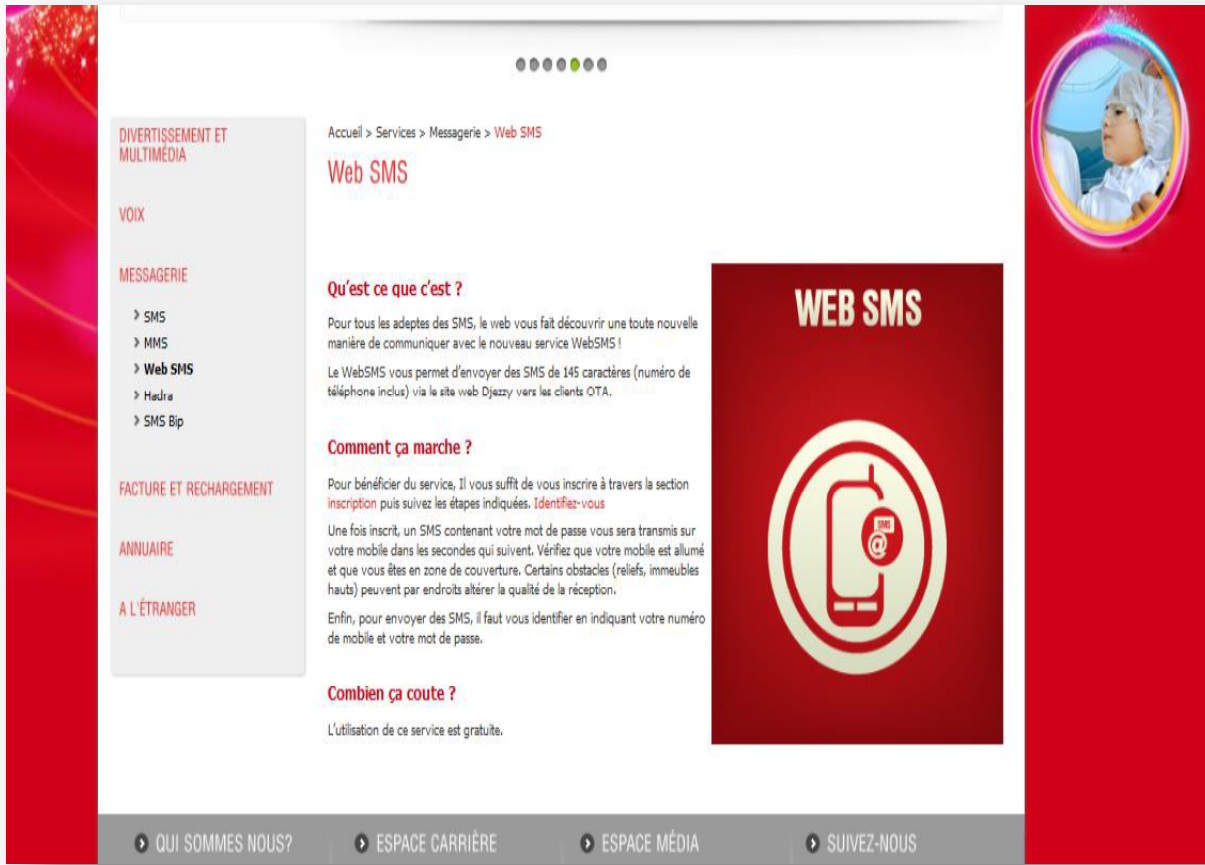 DIVERTISSEMENT ET
MULTIMÉDIA
VOIX
MESSAGERIE
SMS
MMS
Web SMS
Hadra
SMS Bip
FACTURE ET RECHARGEMENT
ANNUAIRE
A L'ÉTRANGER
Accueil > Services > Messagerie > Web SMS
Web SMS
Qu'est ce que c'est ?
Pour tous les adeptes des SMS, le web vous fait découvrir une toute nouvelle
manière de communiquer avec le nouveau service WebSMS !
Le WebSMS vous permet d'envoyer des SMS de 145 caractères (numéro de
téléphone inclus) via le site web Djezzy vers les clients OTA.
Comment ça marche ?
Pour bénéficier du service, Il vous suffit de vous inscrire à travers la section
inscription puis suivez les étapes indiquées. Identifiez-vous
Une fois inscrit, un SMS contenant votre mot de passe vous sera transmis sur
votre mobile dans les secondes qui suivent. Vérifiez que votre mobile est allumé
et que vous êtes en zone de couverture. Certains obstacles (reliefs, immeubles
hauts) peuvent par endroits altérer la qualité de la réception.
Enfin, pour envoyer des SMS, il faut vous identifier en indiquant votre numéro
de mobile et votre mot de passe.
Combien ça coute ?
L'utilisation de ce service est gratuite.
WEB SMS
SMS
@
QUI SOMMES NOUS?
ESPACE CARRIÈRE
ESPACE MÉDIA
SUIVEZ-NOUS